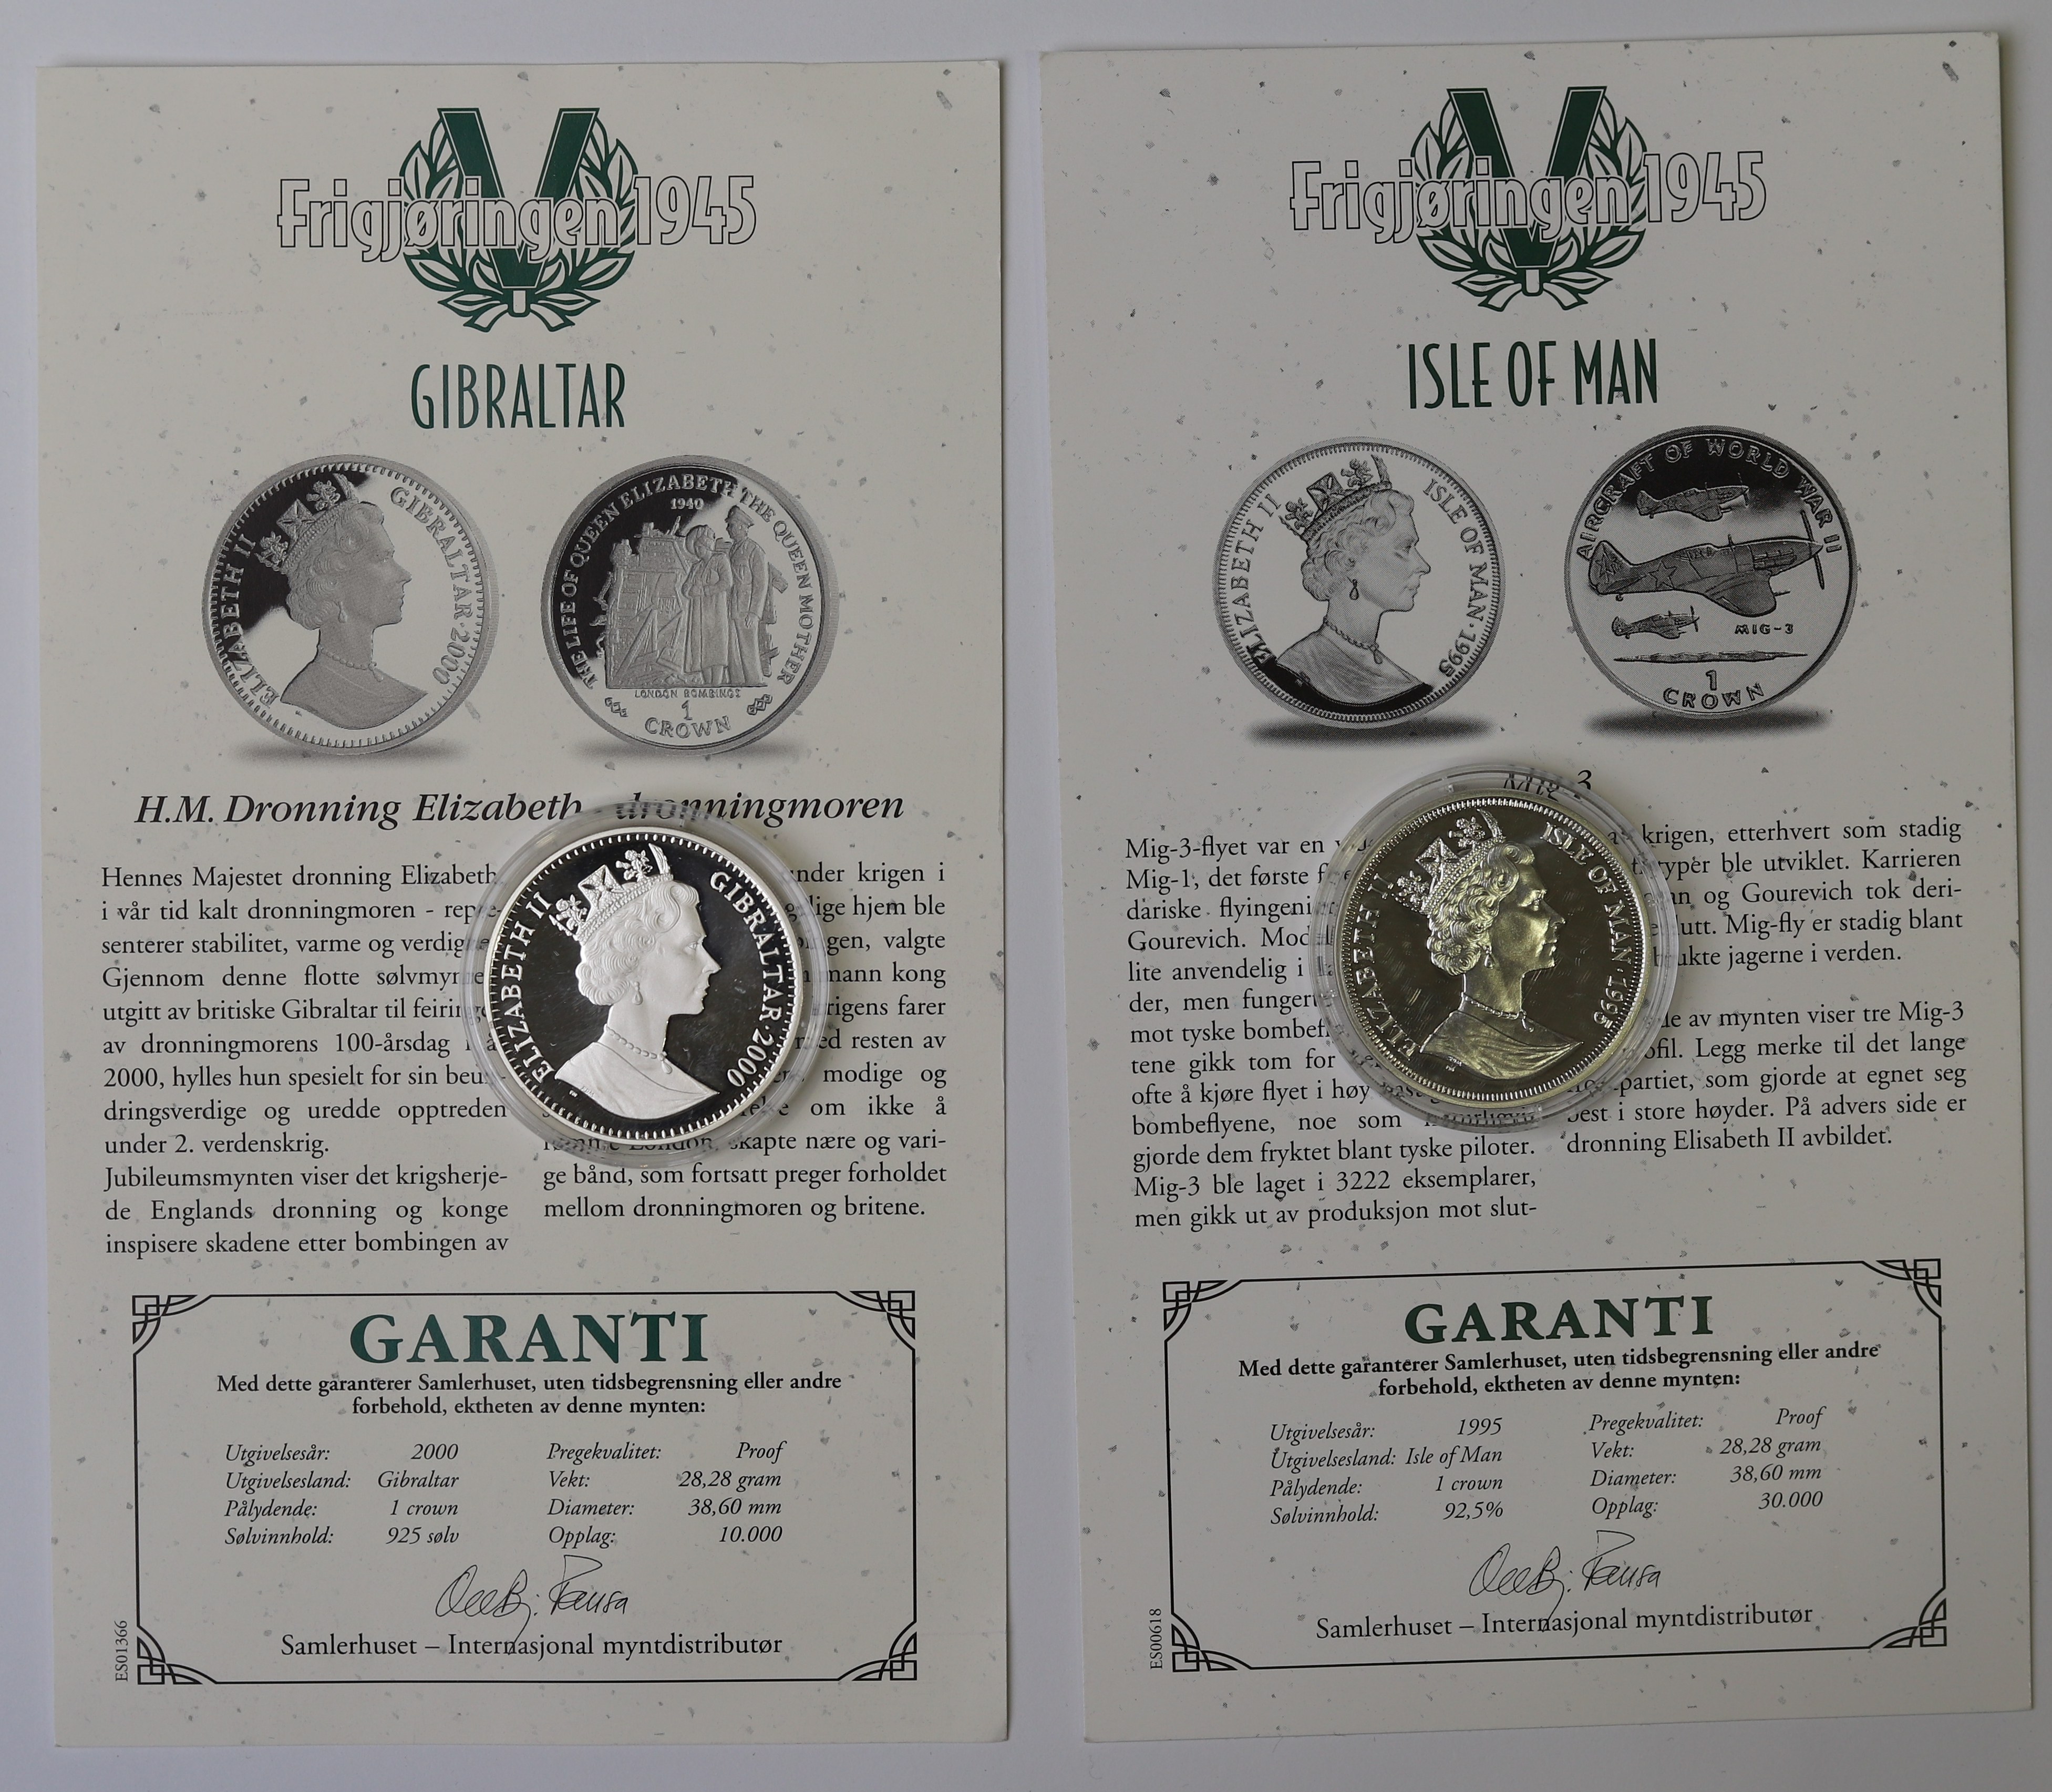 Frigjøringen 1945
GIBRALTAR
ELIZABETH II
GIBRALTAR · 2000
THE LIFE OF QUEEN ELIZABETH THE QUEEN MOTHER
1940
LONDON BOMBINGS
1
CROWN
H.M. Dronning Elizabeth - dronningmoren
Hennes Majestet dronning Elizabeth
i vår tid kalt dronningmoren - repre-
senterer stabilitet, varme og
Gjennom denne flotte
utgitt av britiske Gibraltar til
av dronningmorens 100-årsdag
2000, hylles hun spesielt for sin
dringsverdige og uredde opptreden
under 2. verdenskrig.
Jubileumsmynten viser det krigsherje-
de Englands dronning og konge
inspisere skadene etter bombingen av
under krigen i
hjem ble
valgte
mann kong
krigens farer
med resten av
modige og
om ikke å
London, skapte nære og vari-
ge bånd, som fortsatt preger forholdet
mellom dronningmoren og britene.
ELIZABETH II
GIBRALTAR · 2000
GARANTI
Med dette garanterer Samlerhuset, uten tidsbegrensning eller andre
forbehold, ektheten av denne mynten:
Utgivelsesår: 2000 Pregekvalitet: Proof
Utgivelsesland: Gibraltar Vekt: 28,28 gram
Pålydende: 1 crown Diameter: 38,60 mm
Sølvinnhold: 925 sølv Opplag: 10.000
Samlerhuset – Internasjonal myntdistributør
ES01366
Frigjøringen 1945
ISLE OF MAN
ELIZABETH II
ISLE OF MAN · 1995
AIRCRAFT OF WORLD WAR II
MIG-3
1
CROWN
Mig-3
Mig-3-flyet var en
Mig-1, det første
dariske flyingeni
Gourevich.
lite anvendelig i
der, men
mot tyske
tene gikk tom for
ofte å kjøre flyet i høy
bombeflyene, noe som naturligvis
gjorde dem fryktet blant tyske piloter.
Mig-3 ble laget i 3222 eksemplarer,
men gikk ut av produksjon mot slut-
krigen, etterhvert som stadig
ble utviklet. Karrieren
og Gourevich tok deri-
Mig-fly er stadig blant
jagerne i verden.
av mynten viser tre Mig-3
Legg merke til det lange
som gjorde at egnet seg
best i store høyder. På advers side er
dronning Elisabeth II avbildet.
ELIZABETH II
ISLE OF MAN · 1995
GARANTI
Med dette garanterer Samlerhuset, uten tidsbegrensning eller andre
forbehold, ektheten av denne mynten:
Utgivelsesår: 1995 Pregekvalitet: Proof
Utgivelsesland: Isle of Man Vekt: 28,28 gram
Pålydende: 1 crown Diameter: 38,60 mm
Sølvinnhold: 92,5% Opplag: 30.000
Samlerhuset – Internasjonal myntdistributør
ES00618